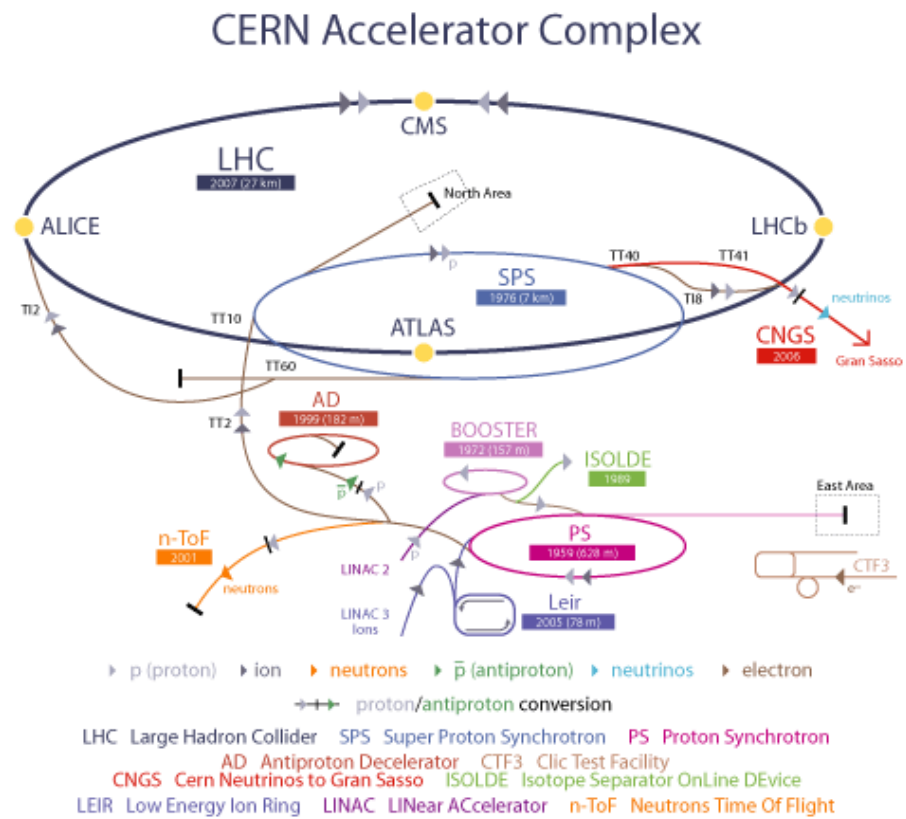 CERN Accelerator Complex
CMS
LHC
2007 (27 km)
North Area
ALICE
LHCb
TT40
TT41
SPS
1976 (7 km)
p
TI8
neutrinos
TI2
TT10
ATLAS
CNGS
2006
Gran Sasso
TT60
AD
1999 (182 m)
TT2
BOOSTER
1972 (157 m)
ISOLDE
1989
p̅
p
East Area
n-ToF
2001
PS
1959 (628 m)
p
LINAC 2
neutrons
CTF3
e-
LINAC 3
Ions
Leir
2005 (78 m)
p (proton) ion neutrons p̅ (antiproton) neutrinos electron
proton/antiproton conversion
LHC Large Hadron Collider SPS Super Proton Synchrotron PS Proton Synchrotron
AD Antiproton Decelerator CTF3 Clic Test Facility
CNGS Cern Neutrinos to Gran Sasso ISOLDE Isotope Separator OnLine DEvice
LEIR Low Energy Ion Ring LINAC LINear ACcelerator n-ToF Neutrons Time Of Flight